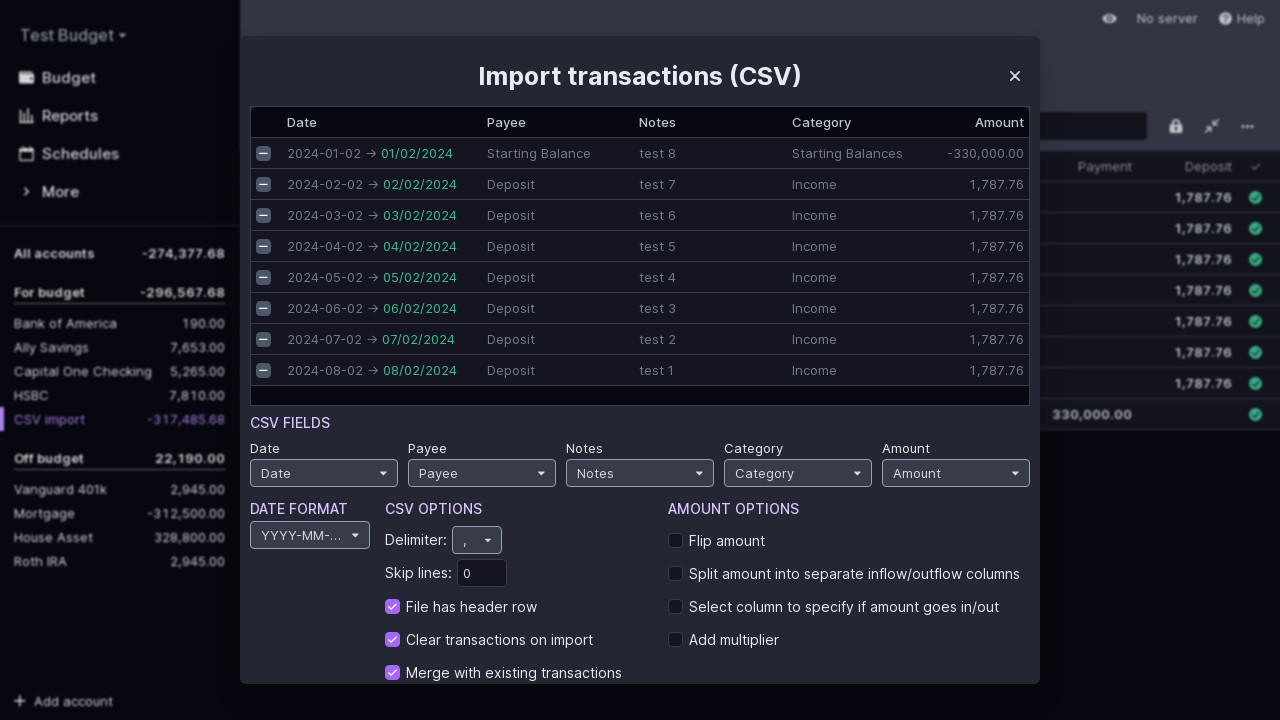 Test Budget
Budget
Reports
Schedules
More
All accounts -274,377.68
For budget -296,567.68
Bank of America 190.00
Ally Savings 7,653.00
Capital One Checking 5,265.00
HSBC 7,810.00
CSV import -317,485.68
Off budget 22,190.00
Vanguard 401k 2,945.00
Mortgage -312,500.00
House Asset 328,800.00
Roth IRA 2,945.00
Add account
No server Help
Payment Deposit
1,787.76
1,787.76
1,787.76
1,787.76
1,787.76
1,787.76
1,787.76
330,000.00
Import transactions (CSV)
Date Payee Notes Category Amount
2024-01-02 → 01/02/2024 Starting Balance test 8 Starting Balances -330,000.00
2024-02-02 → 02/02/2024 Deposit test 7 Income 1,787.76
2024-03-02 → 03/02/2024 Deposit test 6 Income 1,787.76
2024-04-02 → 04/02/2024 Deposit test 5 Income 1,787.76
2024-05-02 → 05/02/2024 Deposit test 4 Income 1,787.76
2024-06-02 → 06/02/2024 Deposit test 3 Income 1,787.76
2024-07-02 → 07/02/2024 Deposit test 2 Income 1,787.76
2024-08-02 → 08/02/2024 Deposit test 1 Income 1,787.76
CSV FIELDS
Date Payee Notes Category Amount
Date Payee Notes Category Amount
DATE FORMAT
YYYY-MM-...
CSV OPTIONS
Delimiter: ,
Skip lines: 0
File has header row
Clear transactions on import
Merge with existing transactions
AMOUNT OPTIONS
Flip amount
Split amount into separate inflow/outflow columns
Select column to specify if amount goes in/out
Add multiplier